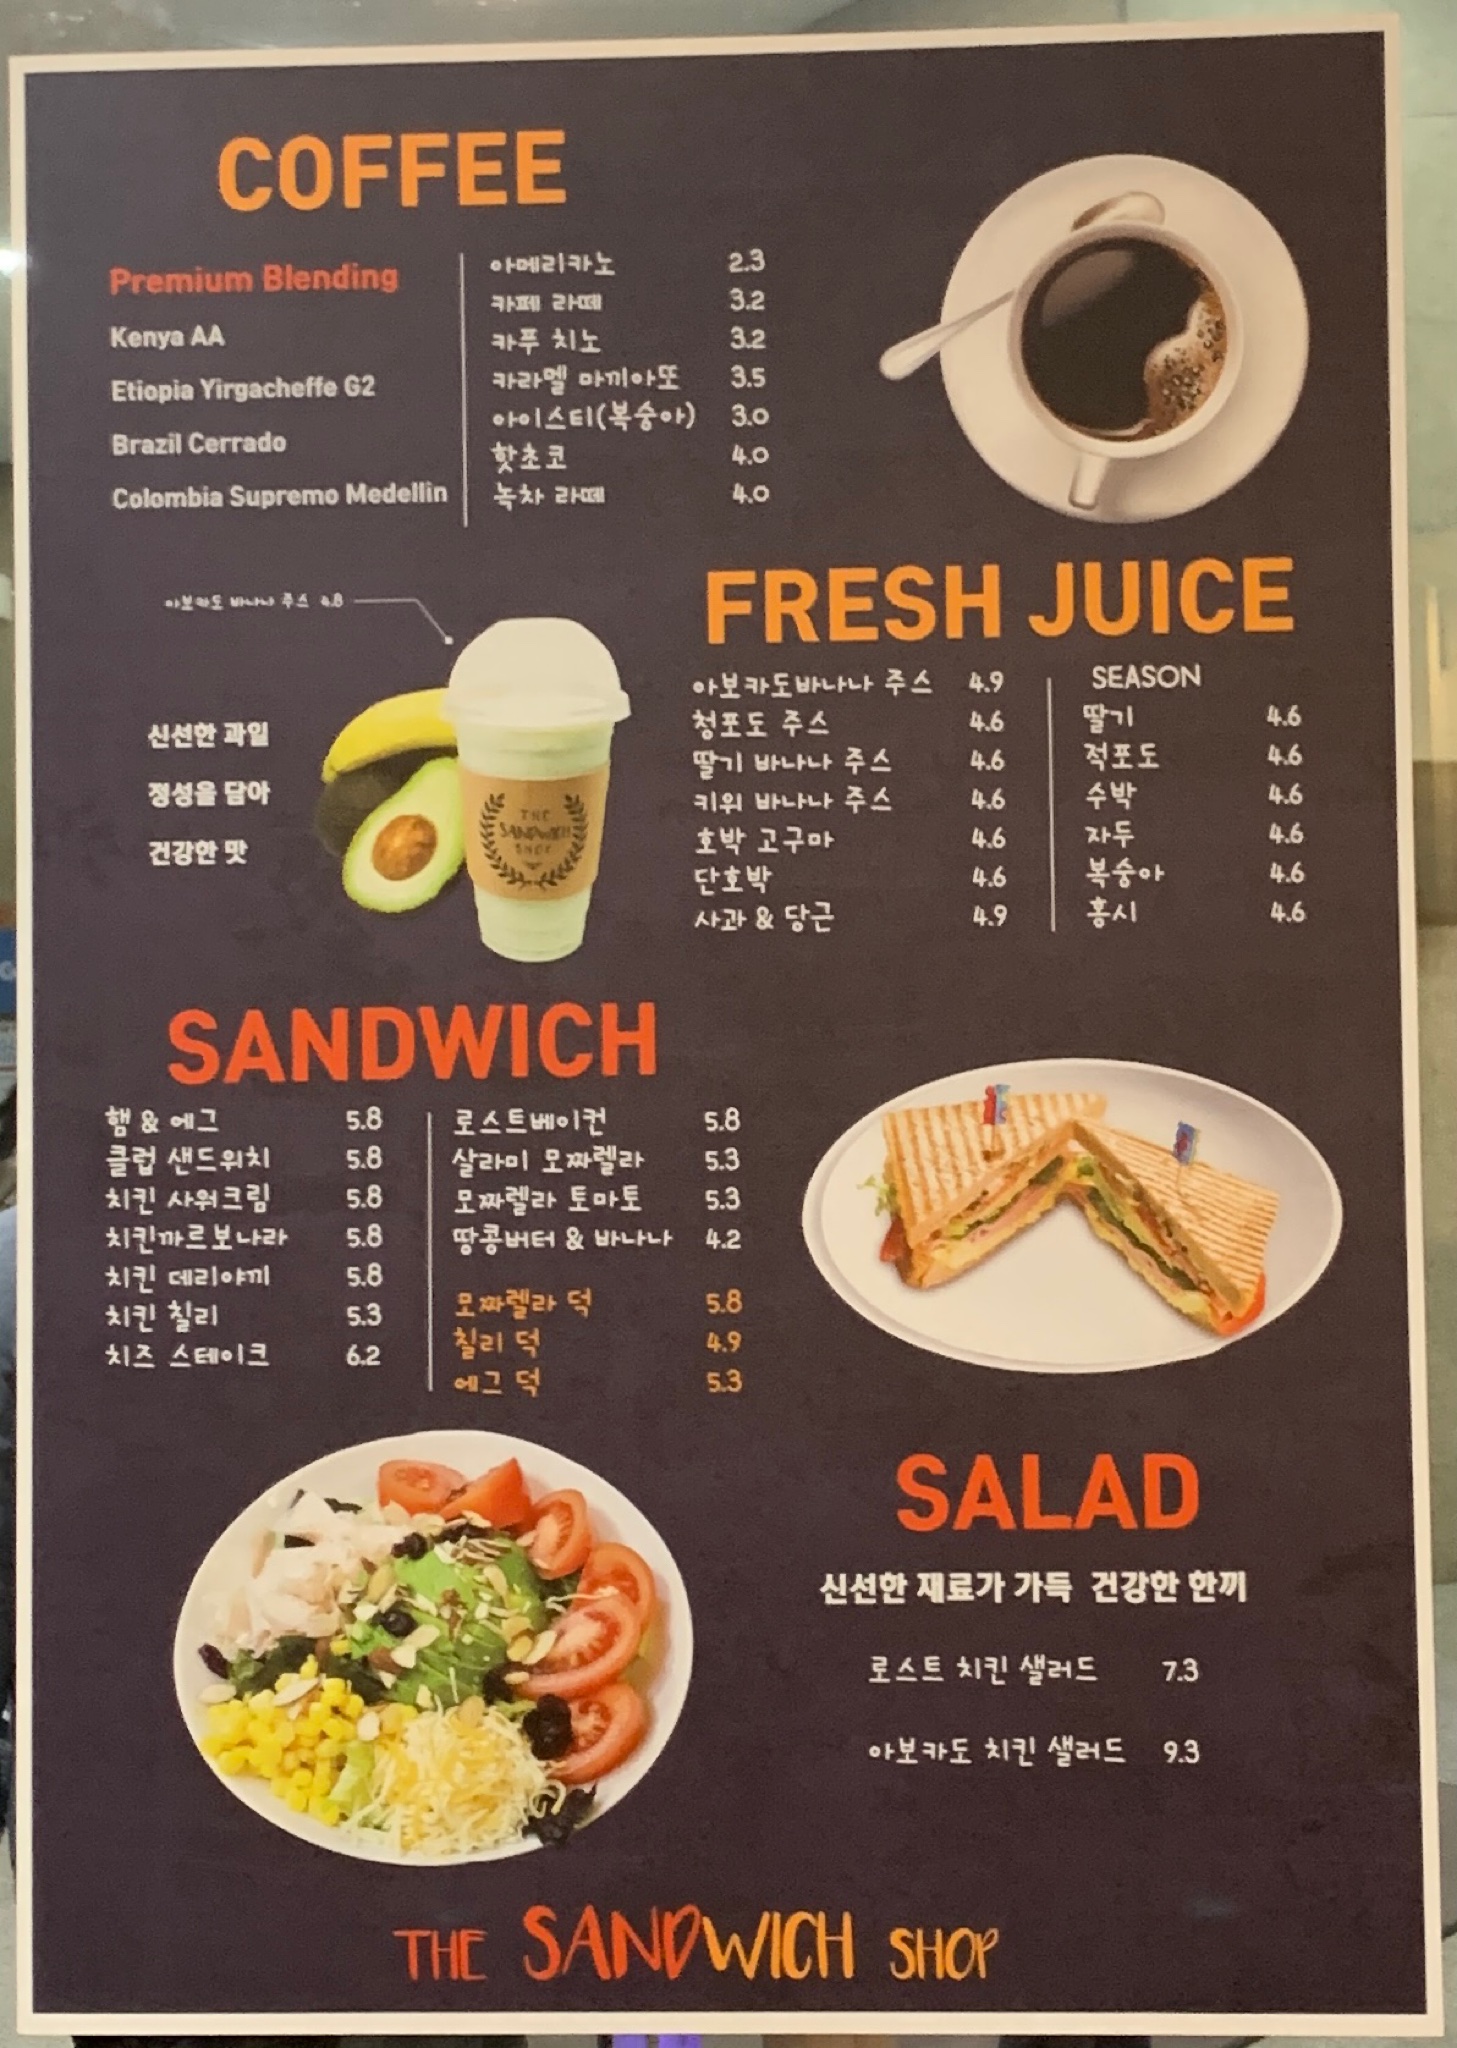 COFFEE
Premium Blending
Kenya AA
Etiopia Yirgacheffe G2
Brazil Cerrado
Colombia Supremo Medellin
아메리카노 2.3
카페 라떼 3.2
카푸 치노 3.2
카라멜 마끼아또 3.5
아이스티(복숭아) 3.0
핫초코 4.0
녹차 라떼 4.0
아보카도 바나나 주스 4.8
신선한 과일
정성을 담아
건강한 맛
THE
SANDWICH
SHOP
FRESH JUICE
아보카도바나나 주스 4.9
청포도 주스 4.6
딸기 바나나 주스 4.6
키위 바나나 주스 4.6
호박 고구마 4.6
단호박 4.6
사과 & 당근 4.9
SEASON
딸기 4.6
적포도 4.6
수박 4.6
자두 4.6
복숭아 4.6
홍시 4.6
SANDWICH
햄 & 에그 5.8
클럽 샌드위치 5.8
치킨 사워크림 5.8
치킨까르보나라 5.8
치킨 데리야끼 5.8
치킨 칠리 5.3
치즈 스테이크 6.2
로스트베이컨 5.8
살라미 모짜렐라 5.3
모짜렐라 토마토 5.3
땅콩버터 & 바나나 4.2
모짜렐라 덕 5.8
칠리 덕 4.9
에그 덕 5.3
SALAD
신선한 재료가 가득 건강한 한끼
로스트 치킨 샐러드 7.3
아보카도 치킨 샐러드 9.3
THE SANDWICH SHOP